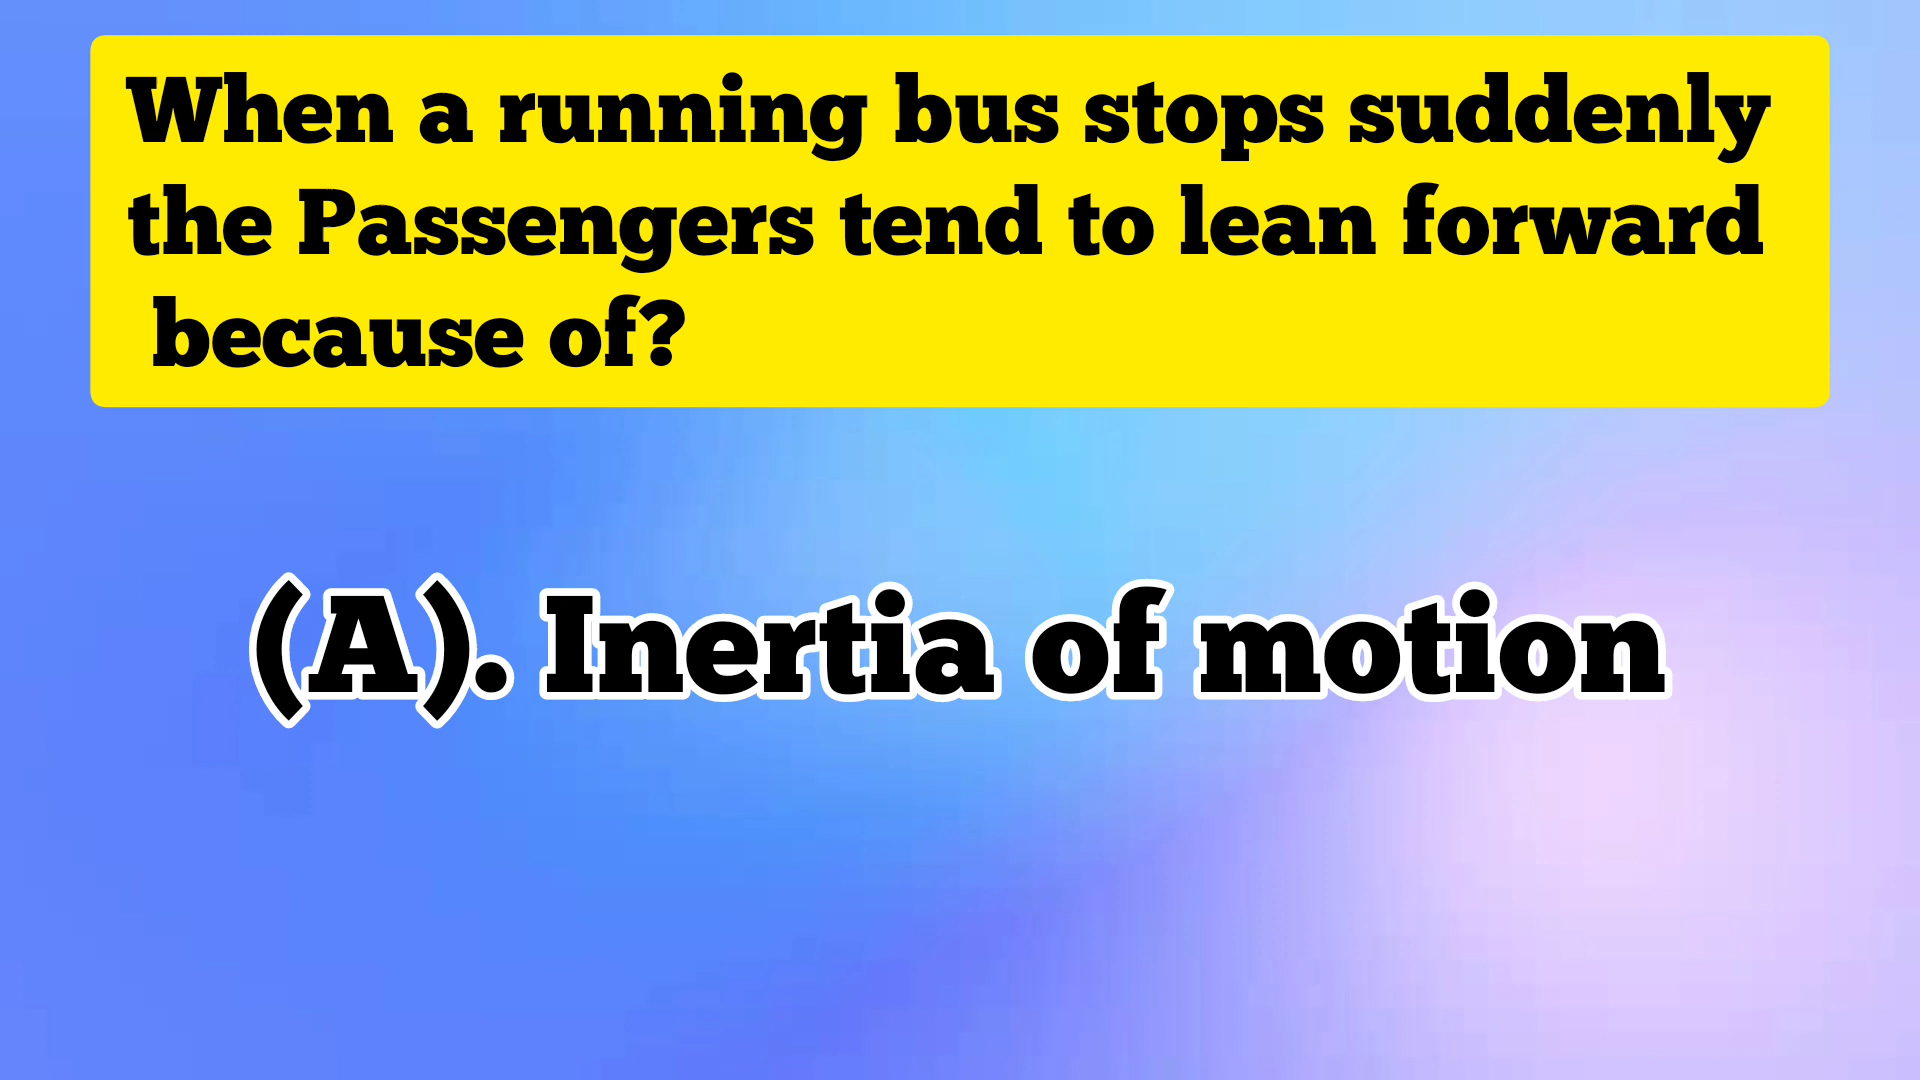 When a running bus stops suddenly
the Passengers tend to lean forward
because of?
(A). Inertia of motion